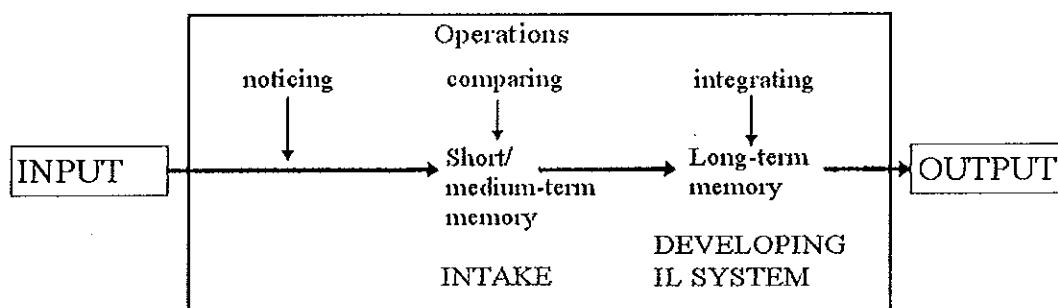 Operations
noticing
comparing
integrating
INPUT
Short/
medium-term
memory
Long-term
memory
OUTPUT
INTAKE
DEVELOPING
IL SYSTEM